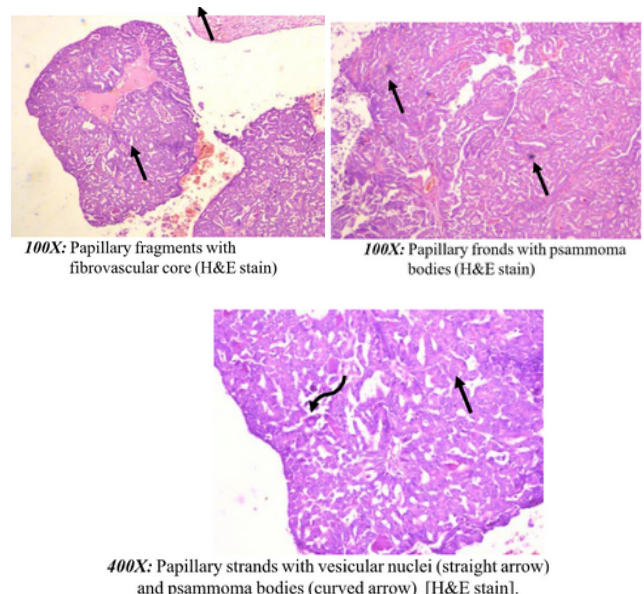 100X: Papillary fragments with
fibrovascular core (H&E stain)
100X: Papillary fronds with psammoma
bodies (H&E stain)
400X: Papillary strands with vesicular nuclei (straight arrow)
and psammoma bodies (curved arrow) [H&E stain].